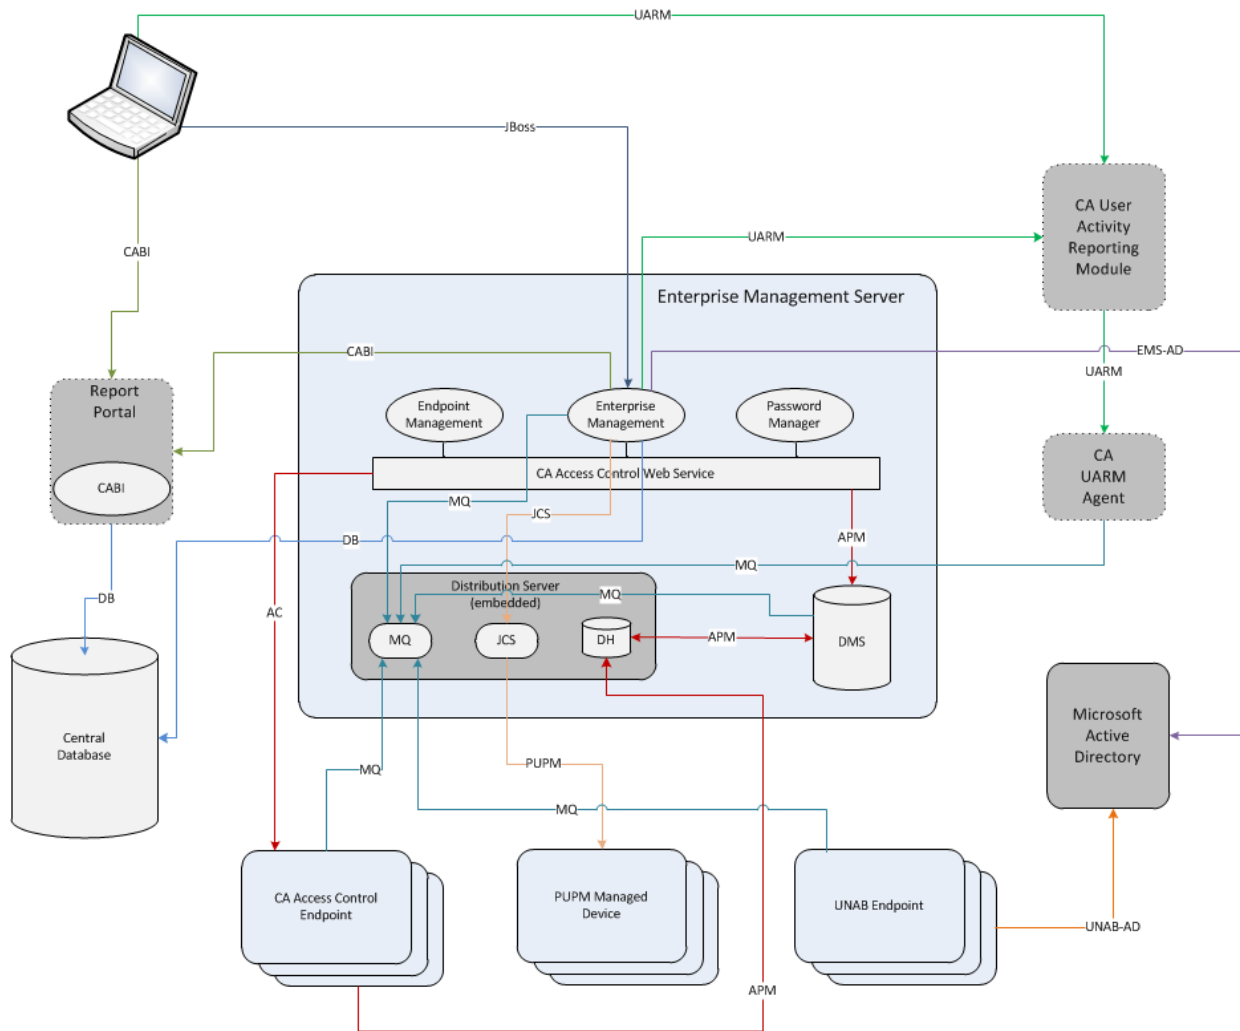 UARM
JBoss
CA User
Activity
Reporting
Module
UARM
CABI
Enterprise Management Server
CABI
EMS-AD
UARM
Report
Portal
Endpoint
Management
Enterprise
Management
Password
Manager
CA
UARM
Agent
CABI
CA Access Control Web Service
MQ
JCS
DB
APM
MQ
Distribution Server
(embedded)
MQ
DB
AC
MQ
JCS
DH
APM
DMS
Central
Database
Microsoft
Active
Directory
MQ
PUPM
MQ
CA Access Control
Endpoint
PUPM Managed
Device
UNAB Endpoint
UNAB-AD
APM